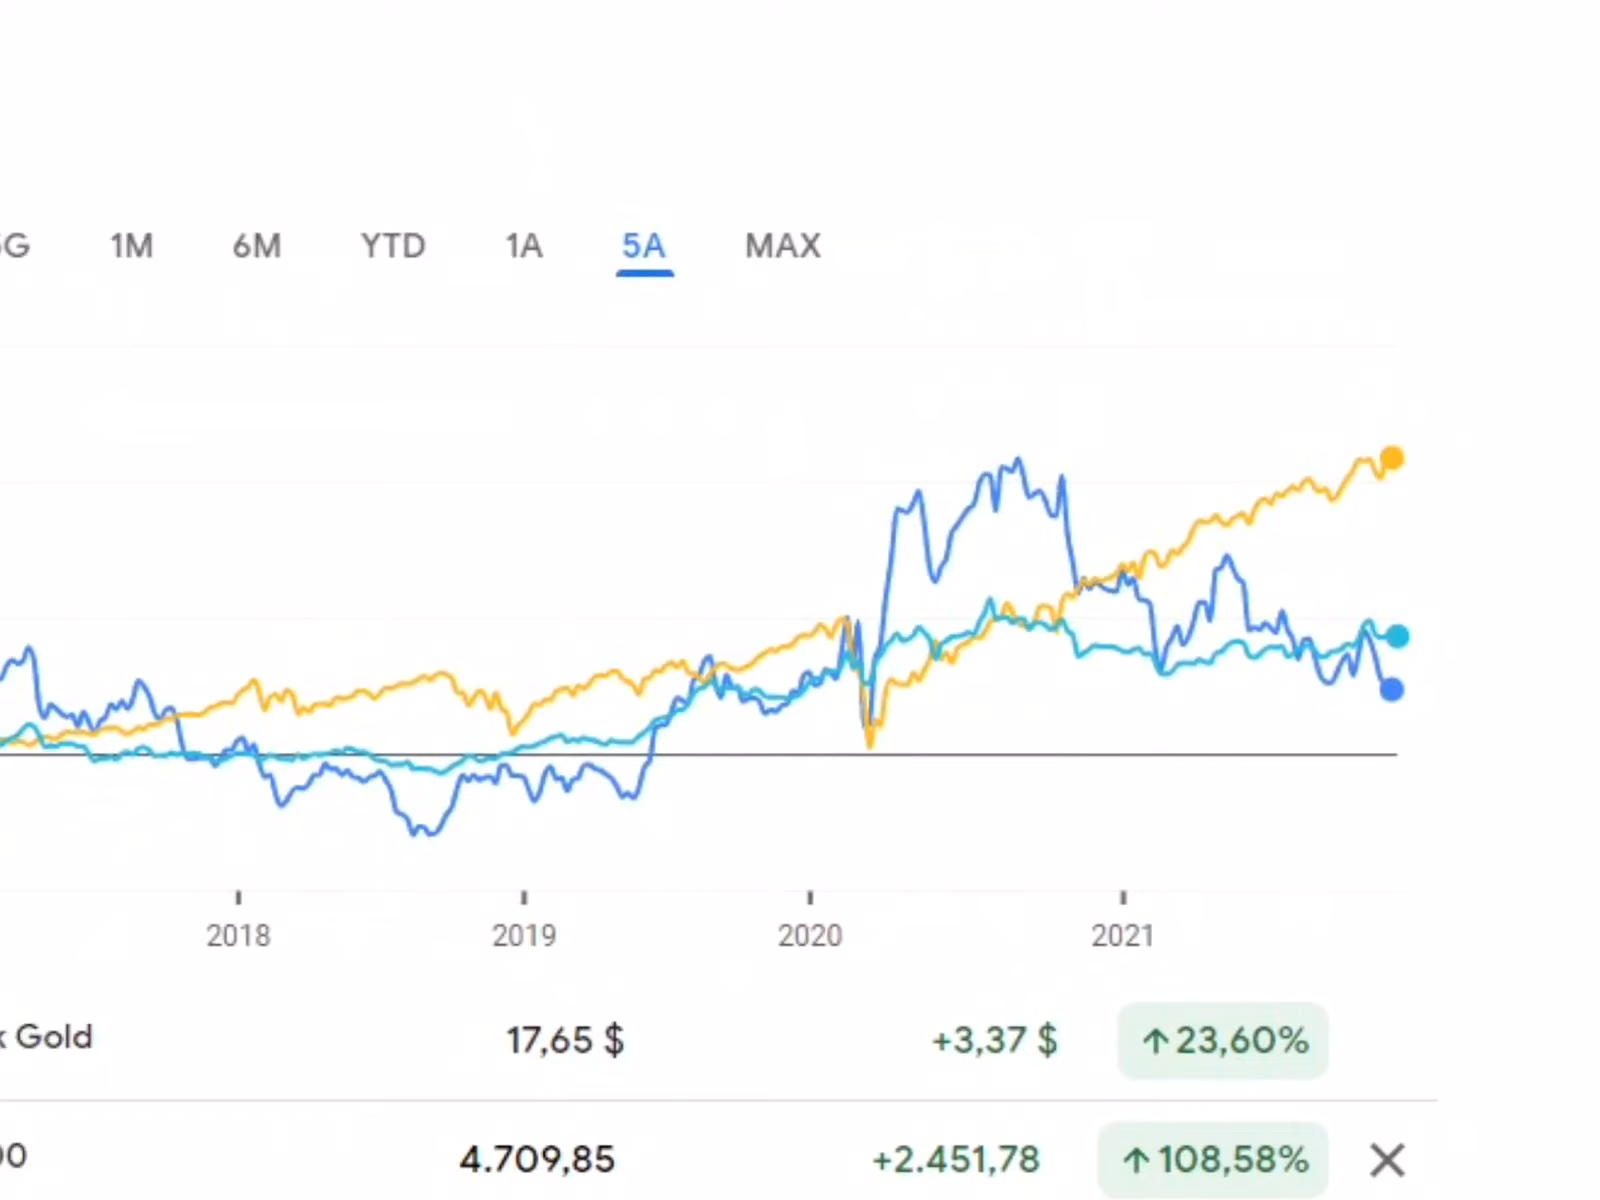 1M 6M YTD 1A 5A MAX
2018 2019 2020 2021
Gold 17,65 $ +3,37 $ ↑23,60%
4.709,85 +2.451,78 ↑108,58%